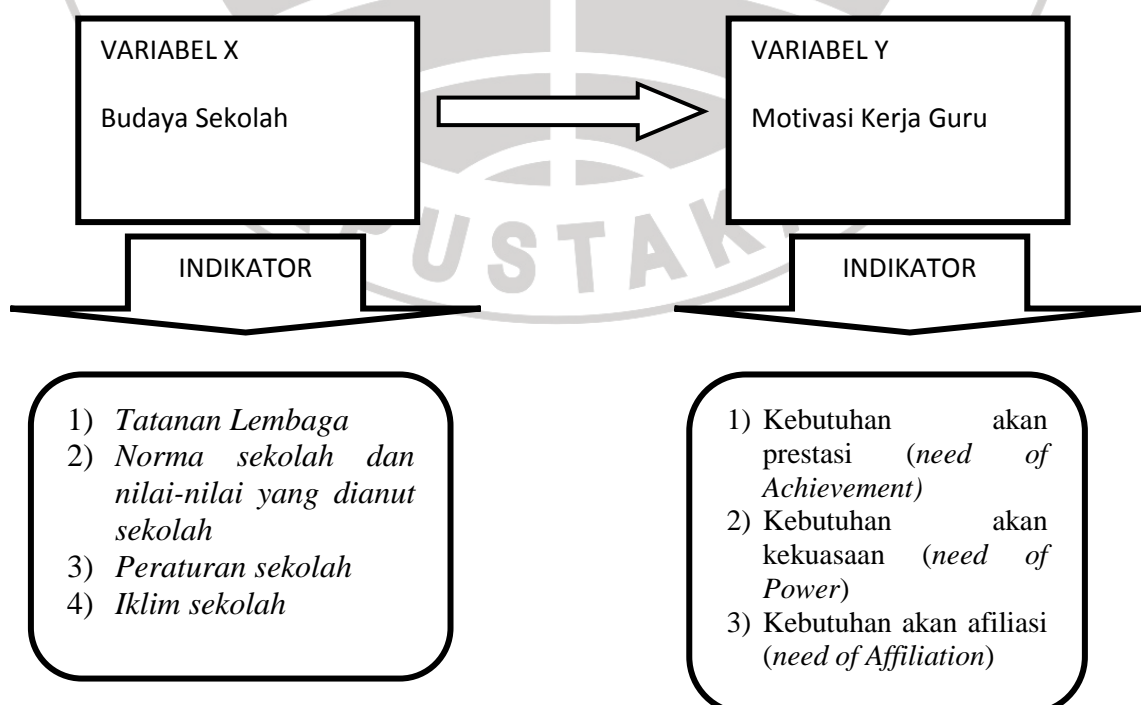 VARIABEL X
Budaya Sekolah
VARIABEL Y
Motivasi Kerja Guru
PUSTAK
INDIKATOR
INDIKATOR
1) Tatanan Lembaga
2) Norma sekolah dan
nilai-nilai yang dianut
sekolah
3) Peraturan sekolah
4) Iklim sekolah
1) Kebutuhan akan
prestasi (need of
Achievement)
2) Kebutuhan akan
kekuasaan (need of
Power)
3) Kebutuhan akan afiliasi
(need of Affiliation)